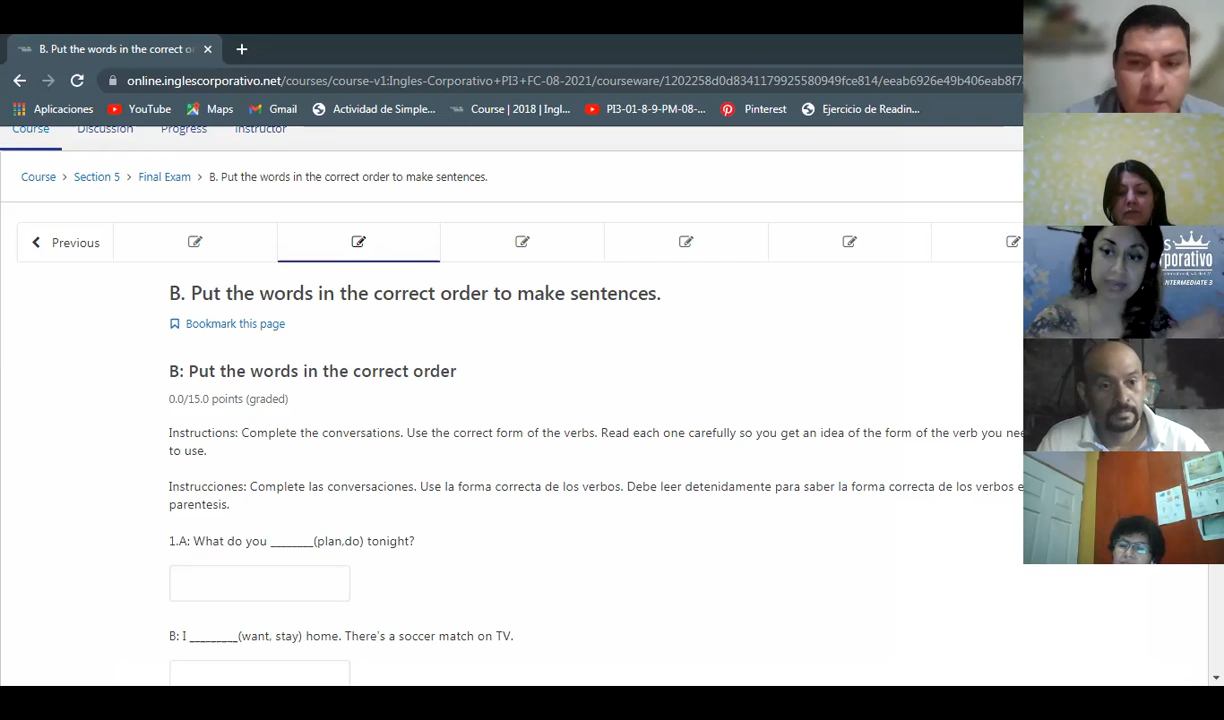 B. Put the words in the correct o
online.inglescorporativo.net/courses/course-v1:Ingles-Corporativo+PI3+FC-08-2021/courseware/1202258d0d8341179925580949fce814/eeab6926e49b406eab8f7
Aplicaciones YouTube Maps Gmail Actividad de Simple... Course | 2018 | Ingl... PI3-01-8-9-PM-08-... Pinterest Ejercicio de Readin...
Course Discussion Progress Instructor
Course > Section 5 > Final Exam > B. Put the words in the correct order to make sentences.
Previous
B. Put the words in the correct order to make sentences.
Bookmark this page
B: Put the words in the correct order
0.0/15.0 points (graded)
Instructions: Complete the conversations. Use the correct form of the verbs. Read each one carefully so you get an idea of the form of the verb you nee
to use.
Instrucciones: Complete las conversaciones. Use la forma correcta de los verbos. Debe leer detenidamente para saber la forma correcta de los verbos e
parentesis.
1.A: What do you ________(plan,do) tonight?
B: I _________(want, stay) home. There's a soccer match on TV.
S
rporativo
INTERMEDIATE 3